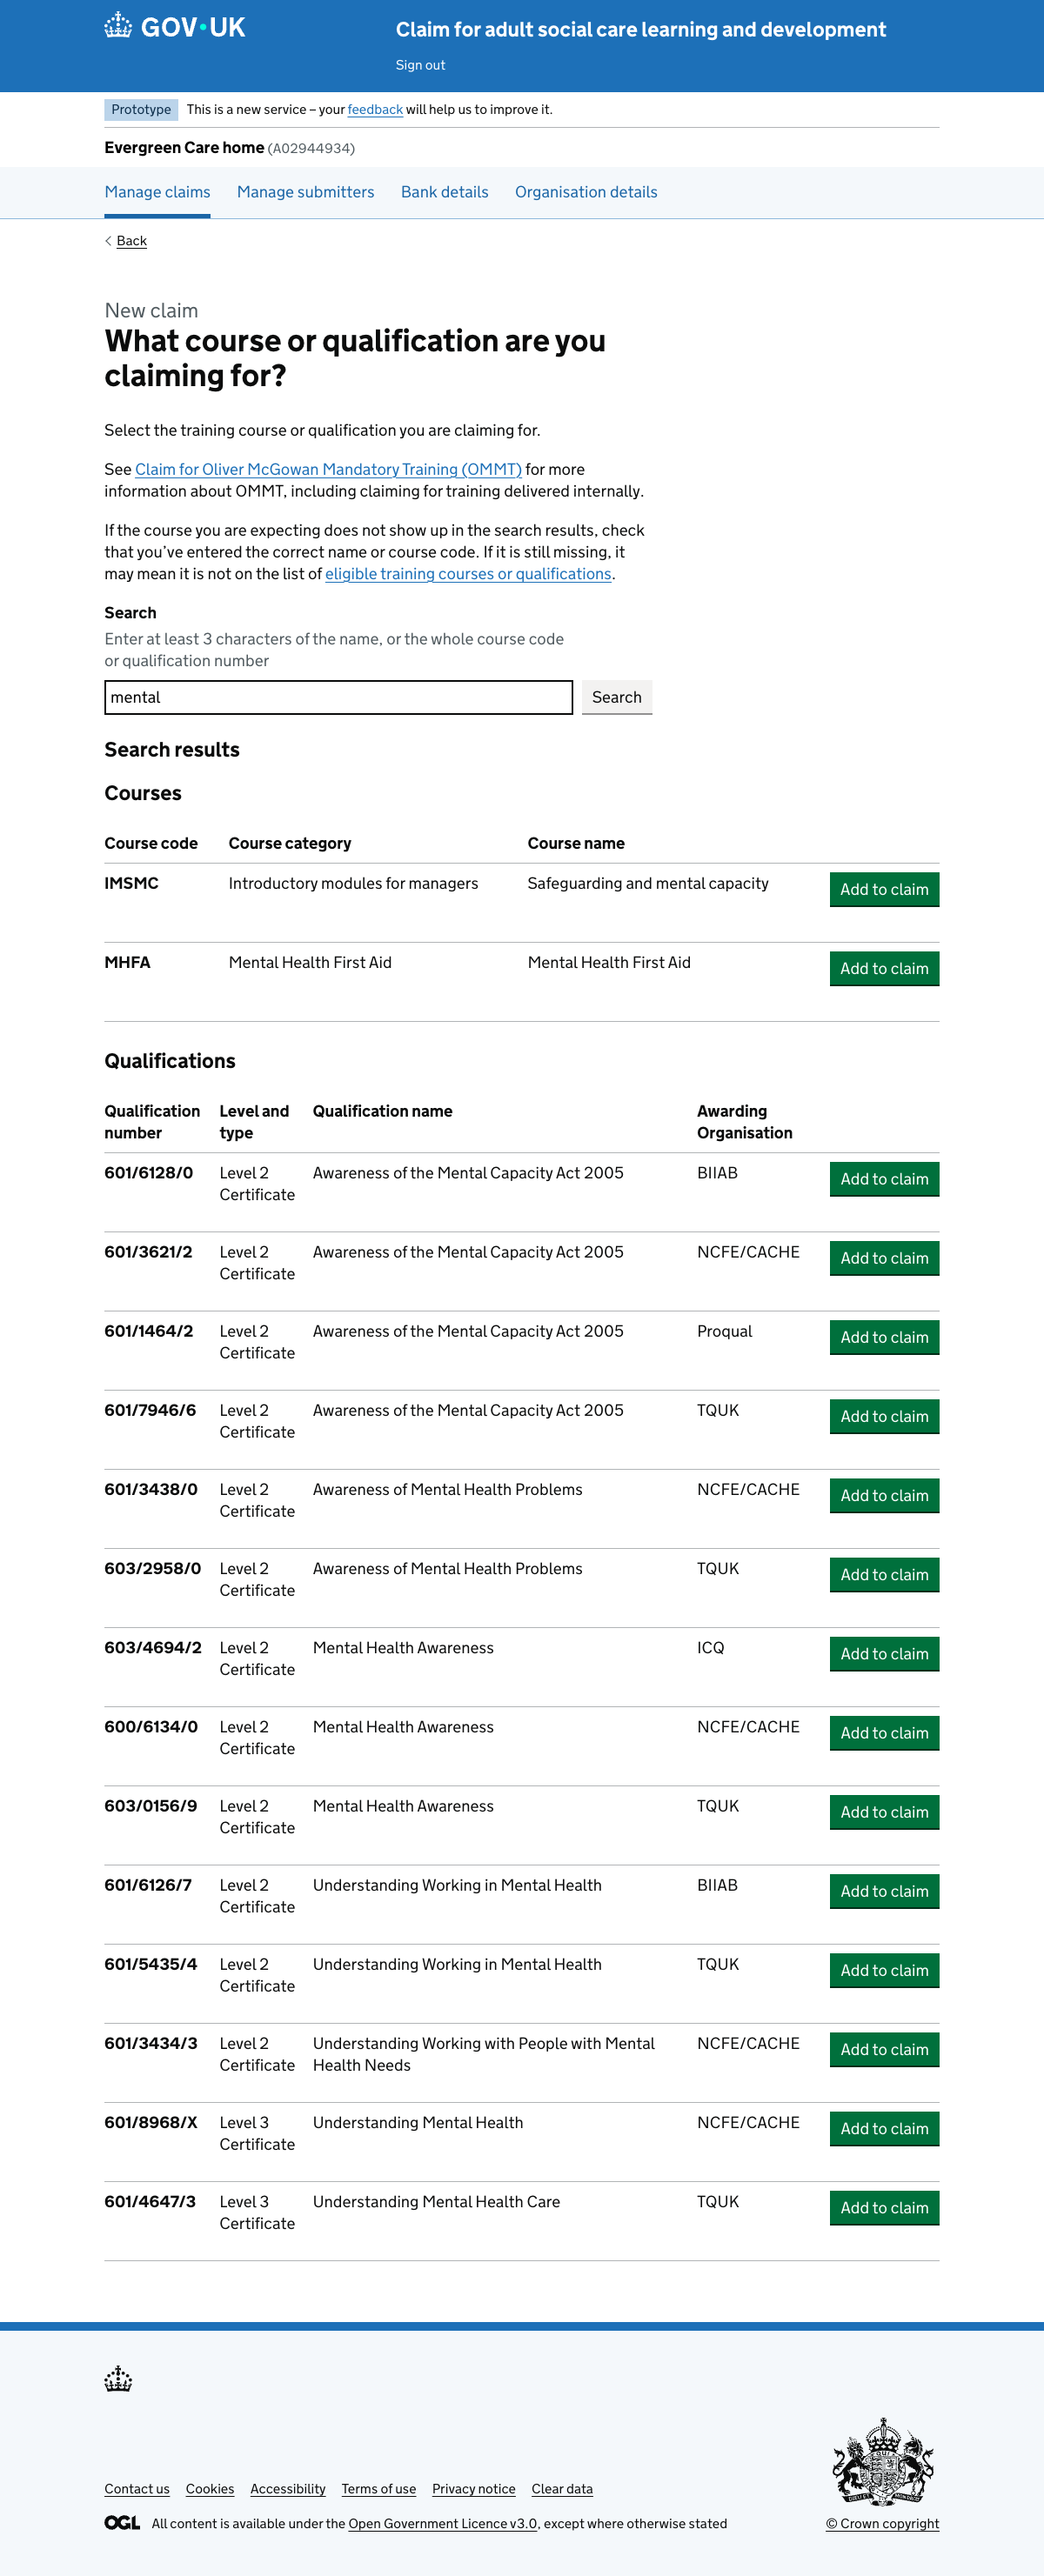 GOV·UK
Claim for adult social care learning and development
Sign out
Prototype This is a new service – your feedback will help us to improve it.
Evergreen Care home (A02944934)
Manage claims Manage submitters Bank details Organisation details
Back
New claim
What course or qualification are you
claiming for?
Select the training course or qualification you are claiming for.
See Claim for Oliver McGowan Mandatory Training (OMMT) for more
information about OMMT, including claiming for training delivered internally.
If the course you are expecting does not show up in the search results, check
that you’ve entered the correct name or course code. If it is still missing, it
may mean it is not on the list of eligible training courses or qualifications.
Search
Enter at least 3 characters of the name, or the whole course code
or qualification number
mental Search
Search results
Courses
Course code Course category Course name
IMSMC Introductory modules for managers Safeguarding and mental capacity Add to claim
MHFA Mental Health First Aid Mental Health First Aid Add to claim
Qualifications
Qualification Level and Qualification name Awarding
number type Organisation
601/6128/0 Level 2 Awareness of the Mental Capacity Act 2005 BIIAB Add to claim
Certificate
601/3621/2 Level 2 Awareness of the Mental Capacity Act 2005 NCFE/CACHE Add to claim
Certificate
601/1464/2 Level 2 Awareness of the Mental Capacity Act 2005 Proqual Add to claim
Certificate
601/7946/6 Level 2 Awareness of the Mental Capacity Act 2005 TQUK Add to claim
Certificate
601/3438/0 Level 2 Awareness of Mental Health Problems NCFE/CACHE Add to claim
Certificate
603/2958/0 Level 2 Awareness of Mental Health Problems TQUK Add to claim
Certificate
603/4694/2 Level 2 Mental Health Awareness ICQ Add to claim
Certificate
600/6134/0 Level 2 Mental Health Awareness NCFE/CACHE Add to claim
Certificate
603/0156/9 Level 2 Mental Health Awareness TQUK Add to claim
Certificate
601/6126/7 Level 2 Understanding Working in Mental Health BIIAB Add to claim
Certificate
601/5435/4 Level 2 Understanding Working in Mental Health TQUK Add to claim
Certificate
601/3434/3 Level 2 Understanding Working with People with Mental NCFE/CACHE Add to claim
Certificate Health Needs
601/8968/X Level 3 Understanding Mental Health NCFE/CACHE Add to claim
Certificate
601/4647/3 Level 3 Understanding Mental Health Care TQUK Add to claim
Certificate
Contact us Cookies Accessibility Terms of use Privacy notice Clear data
OGL All content is available under the Open Government Licence v3.0, except where otherwise stated
© Crown copyright